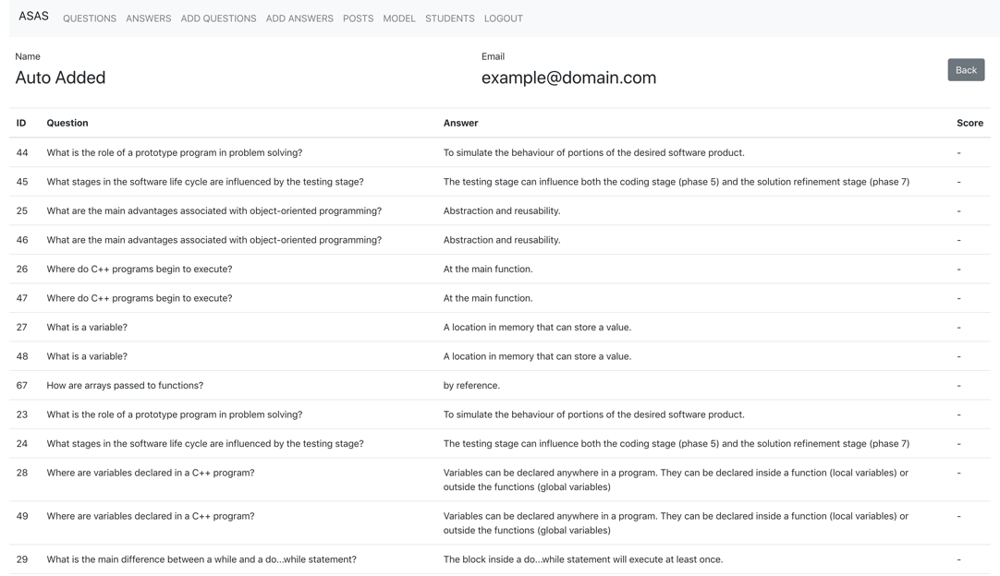 ASAS QUESTIONS ANSWERS ADD QUESTIONS ADD ANSWERS POSTS MODEL STUDENTS LOGOUT
Name Email
Auto Added example@domain.com Back
ID Question Answer Score
44 What is the role of a prototype program in problem solving? To simulate the behaviour of portions of the desired software product. -
45 What stages in the software life cycle are influenced by the testing stage? The testing stage can influence both the coding stage (phase 5) and the solution refinement stage (phase 7) -
25 What are the main advantages associated with object-oriented programming? Abstraction and reusability. -
46 What are the main advantages associated with object-oriented programming? Abstraction and reusability. -
26 Where do C++ programs begin to execute? At the main function. -
47 Where do C++ programs begin to execute? At the main function. -
27 What is a variable? A location in memory that can store a value. -
48 What is a variable? A location in memory that can store a value. -
67 How are arrays passed to functions? by reference. -
23 What is the role of a prototype program in problem solving? To simulate the behaviour of portions of the desired software product. -
24 What stages in the software life cycle are influenced by the testing stage? The testing stage can influence both the coding stage (phase 5) and the solution refinement stage (phase 7) -
28 Where are variables declared in a C++ program? Variables can be declared anywhere in a program. They can be declared inside a function (local variables) or -
outside the functions (global variables)
49 Where are variables declared in a C++ program? Variables can be declared anywhere in a program. They can be declared inside a function (local variables) or -
outside the functions (global variables)
29 What is the main difference between a while and a do...while statement? The block inside a do...while statement will execute at least once. -